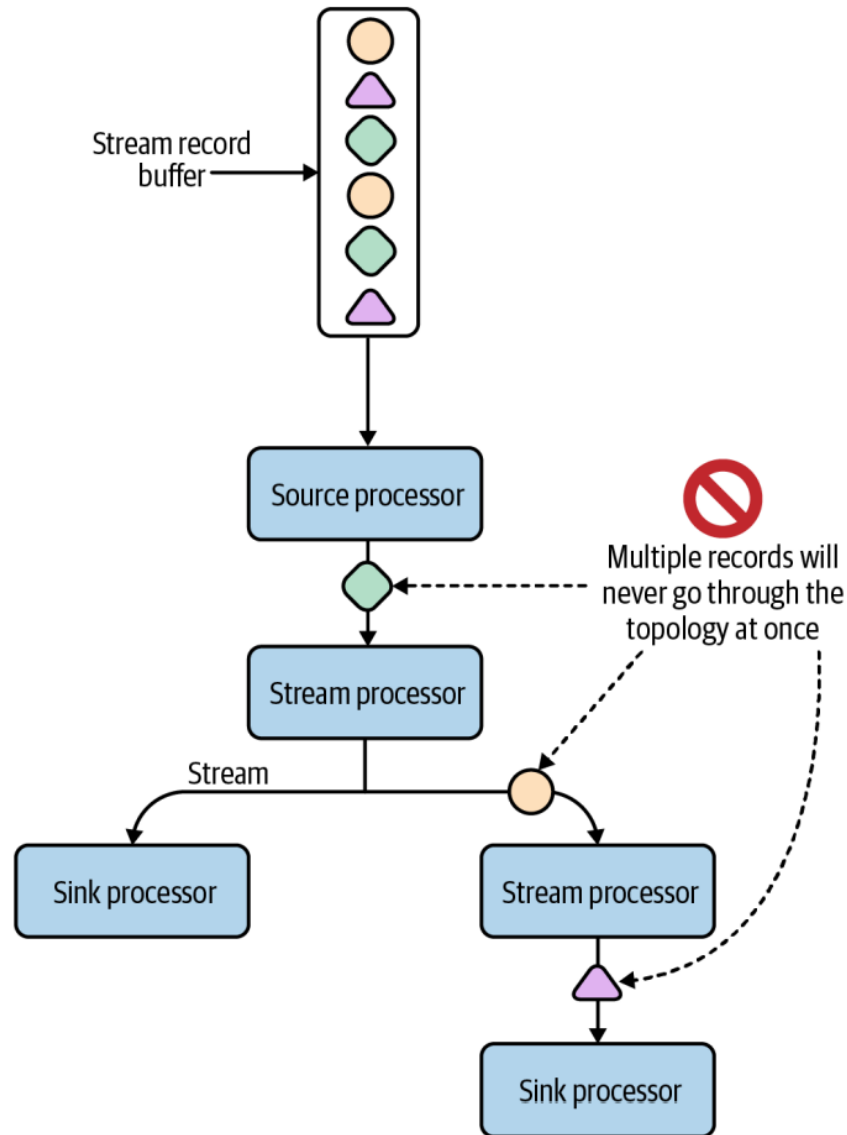 Stream record
buffer
Source processor
Multiple records will
never go through the
topology at once
Stream processor
Stream
Sink processor
Stream processor
Sink processor